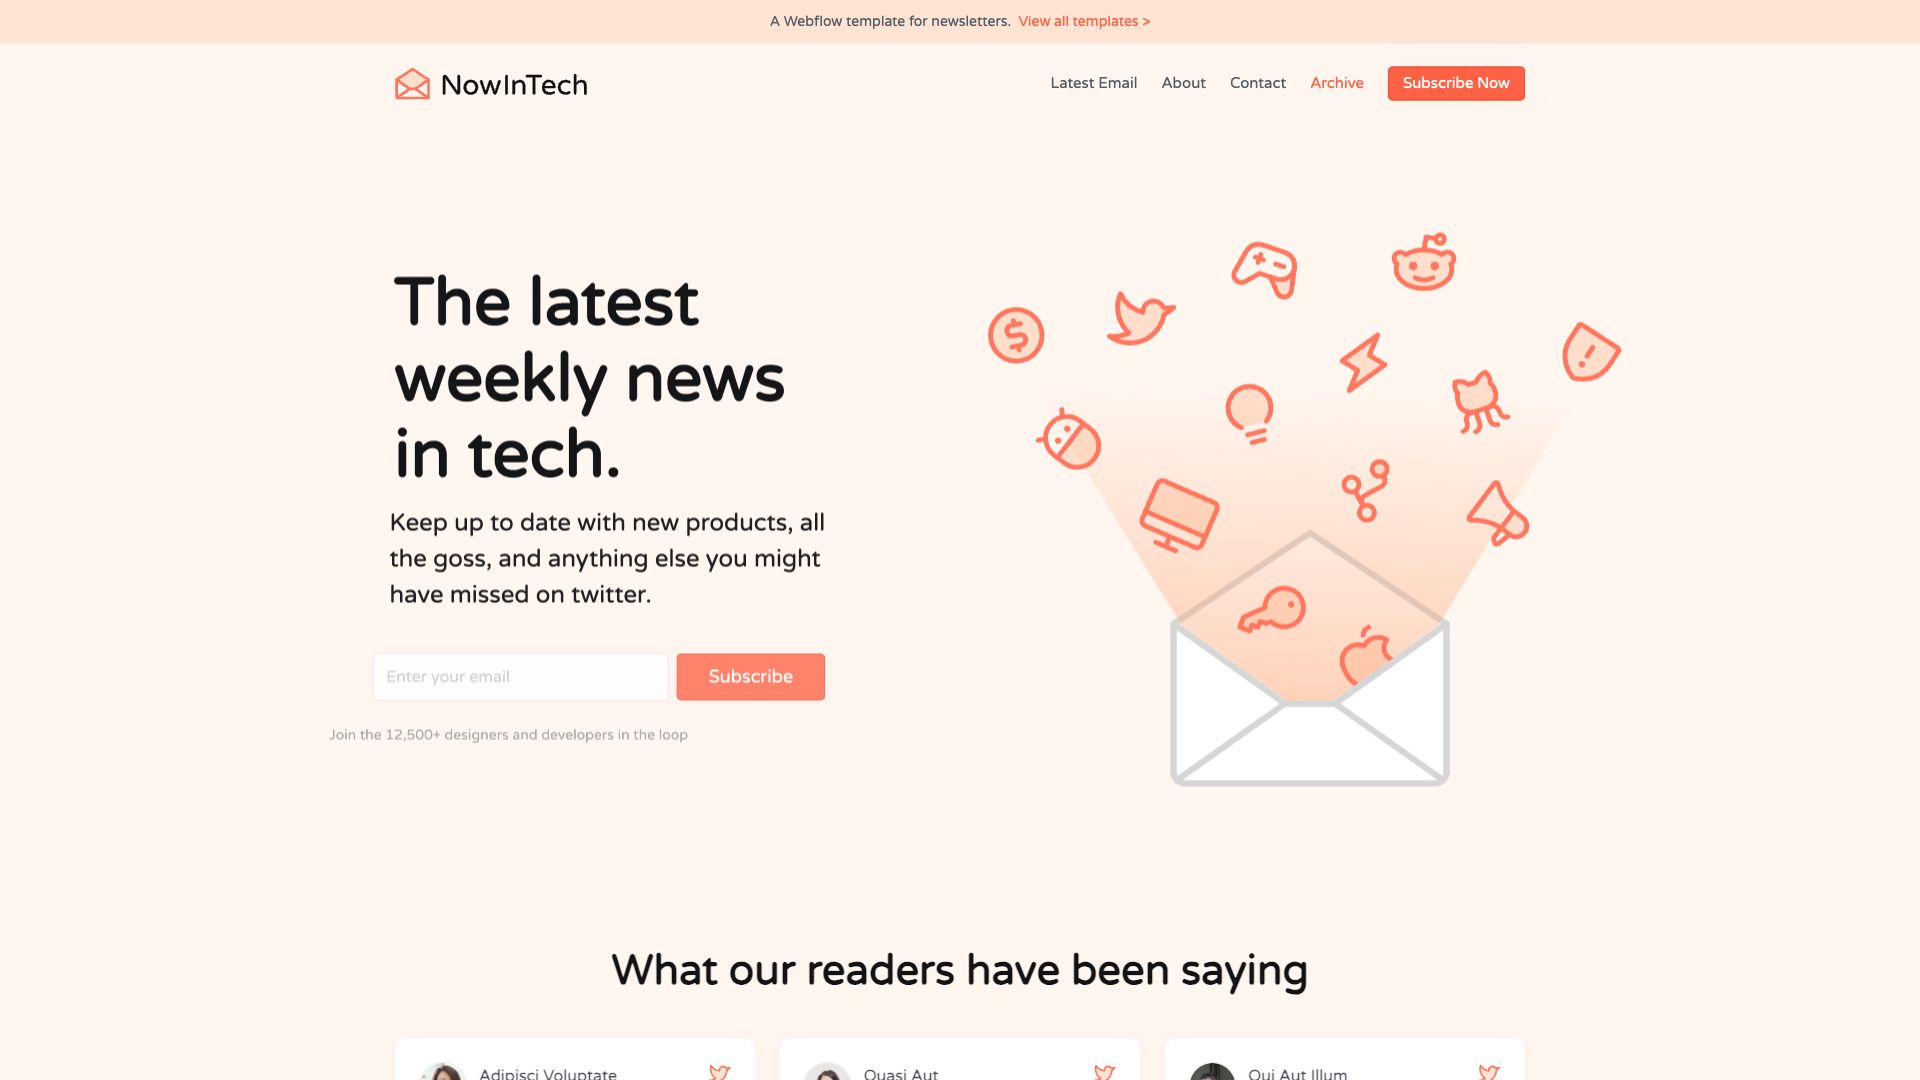 A Webflow template for newsletters. View all templates >
NowInTech
Latest Email About Contact Archive Subscribe Now
The latest
weekly news
in tech.
Keep up to date with new products, all
the goss, and anything else you might
have missed on twitter.
Enter your email Subscribe
Join the 12,500+ designers and developers in the loop
What our readers have been saying
Adipisci Voluptate Quasi Aut Qui Aut Illum